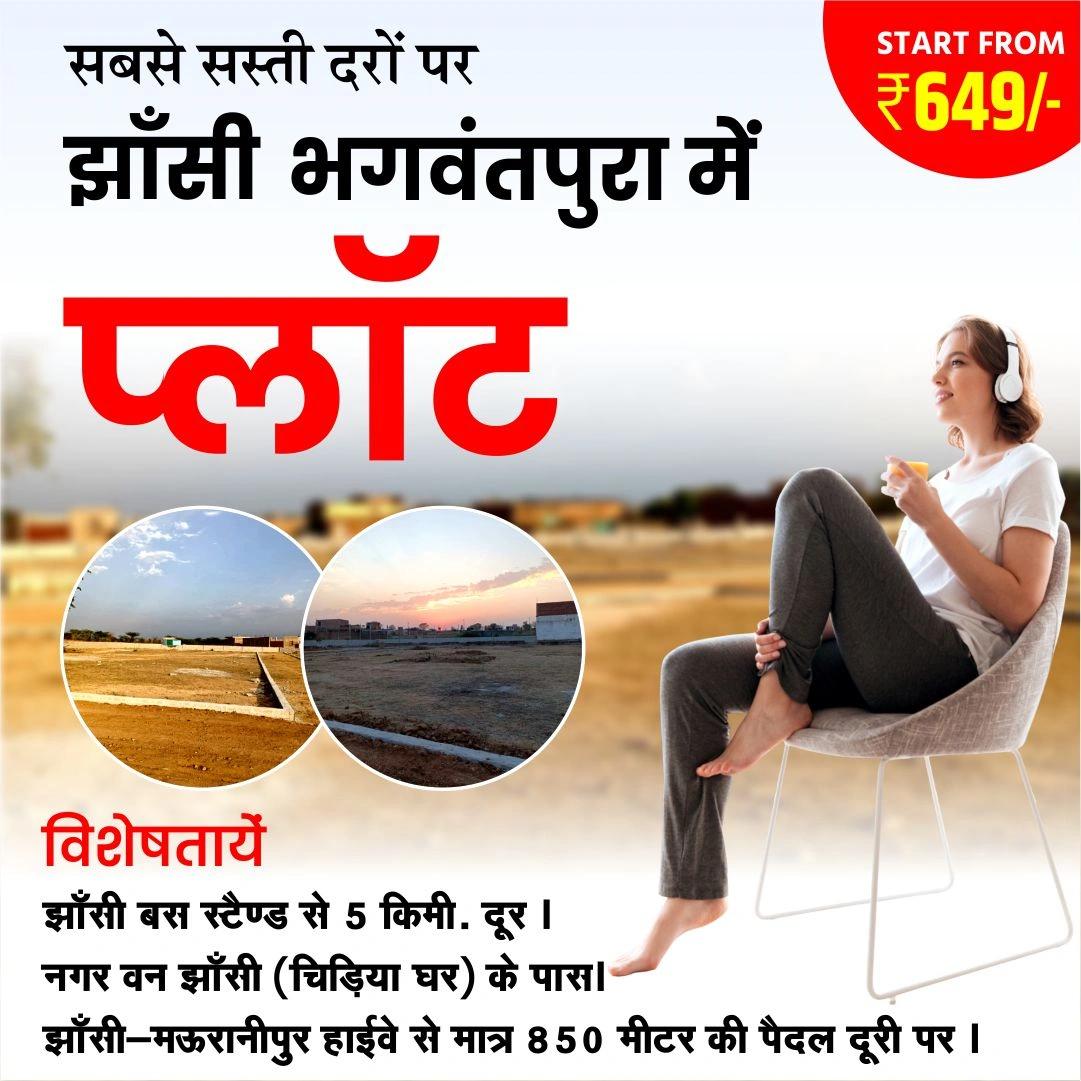 सबसे सस्ती दरों पर
START FROM
₹649/-
झाँसी भगवंतपुरा में
प्लॉट
विशेषतायें
झाँसी बस स्टैण्ड से 5 किमी. दूर ।
नगर वन झाँसी (चिड़िया घर) के पास।
झाँसी–मऊरानीपुर हाईवे से मात्र 850 मीटर की पैदल दूरी पर ।